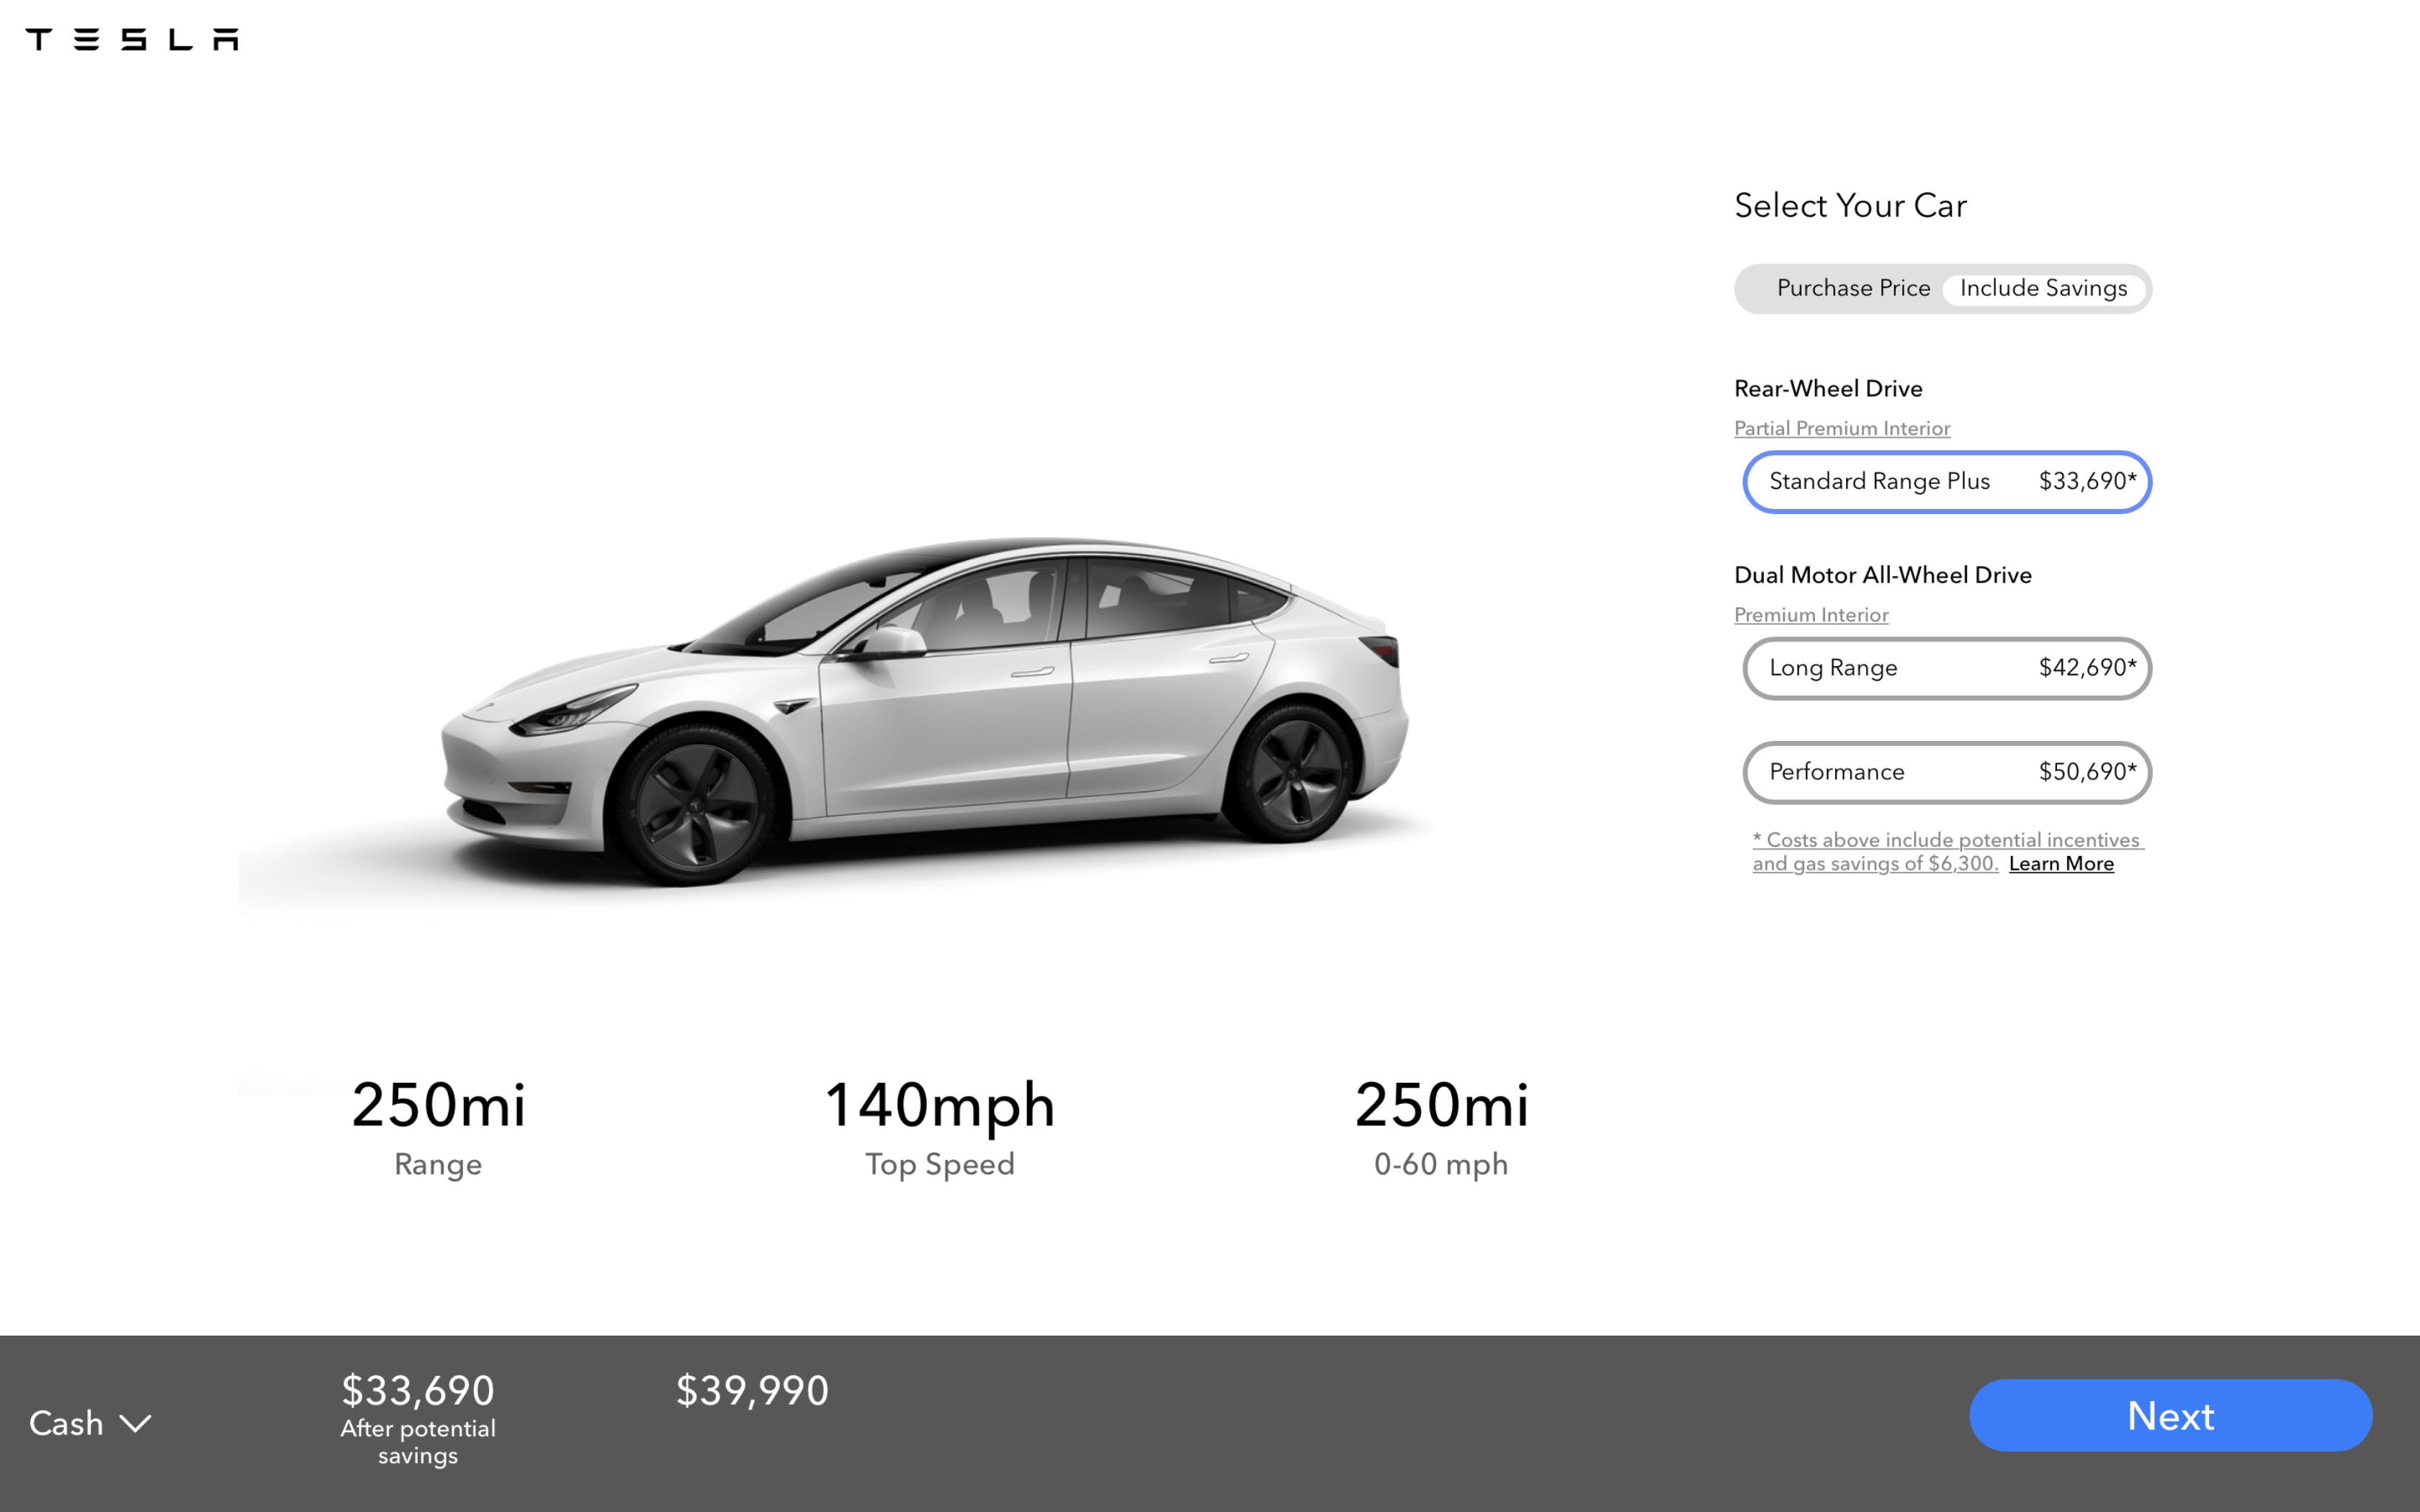 TESLA
Select Your Car
Purchase Price Include Savings
Rear-Wheel Drive
Partial Premium Interior
Standard Range Plus $33,690*
Dual Motor All-Wheel Drive
Premium Interior
Long Range $42,690*
Performance $50,690*
* Costs above include potential incentives
and gas savings of $6,300. Learn More
250mi 140mph 250mi
Range Top Speed 0-60 mph
$33,690 $39,990
Cash
After potential
savings
Next